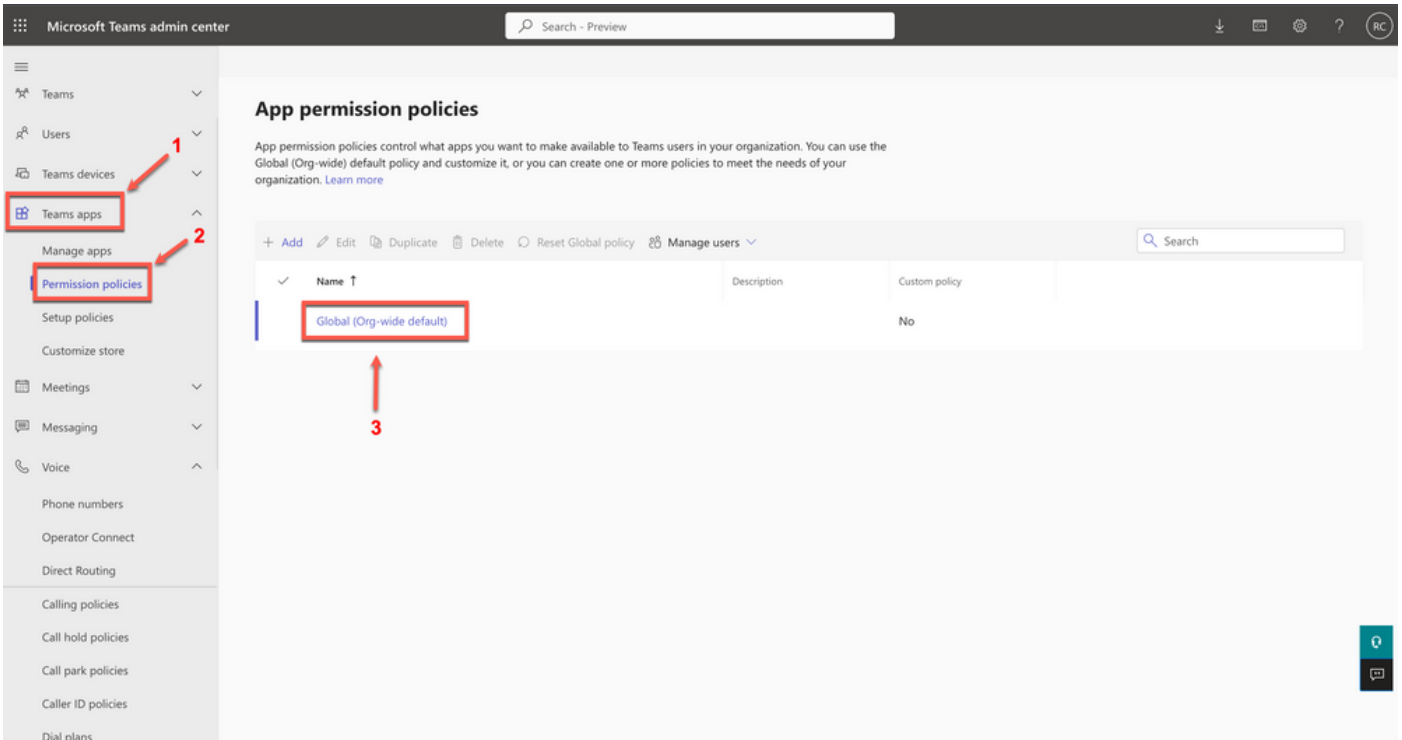 Microsoft Teams admin center
Search - Preview
?
RC
Teams
Users
1
Teams devices
Teams apps
2
Manage apps
Permission policies
Setup policies
Customize store
Meetings
Messaging
Voice
Phone numbers
Operator Connect
Direct Routing
Calling policies
Call hold policies
Call park policies
Caller ID policies
Dial plans
App permission policies
App permission policies control what apps you want to make available to Teams users in your organization. You can use the
Global (Org-wide) default policy and customize it, or you can create one or more policies to meet the needs of your
organization. Learn more
+ Add Edit Duplicate Delete Reset Global policy Manage users
Search
Name ↑ Description Custom policy
Global (Org-wide default) No
3